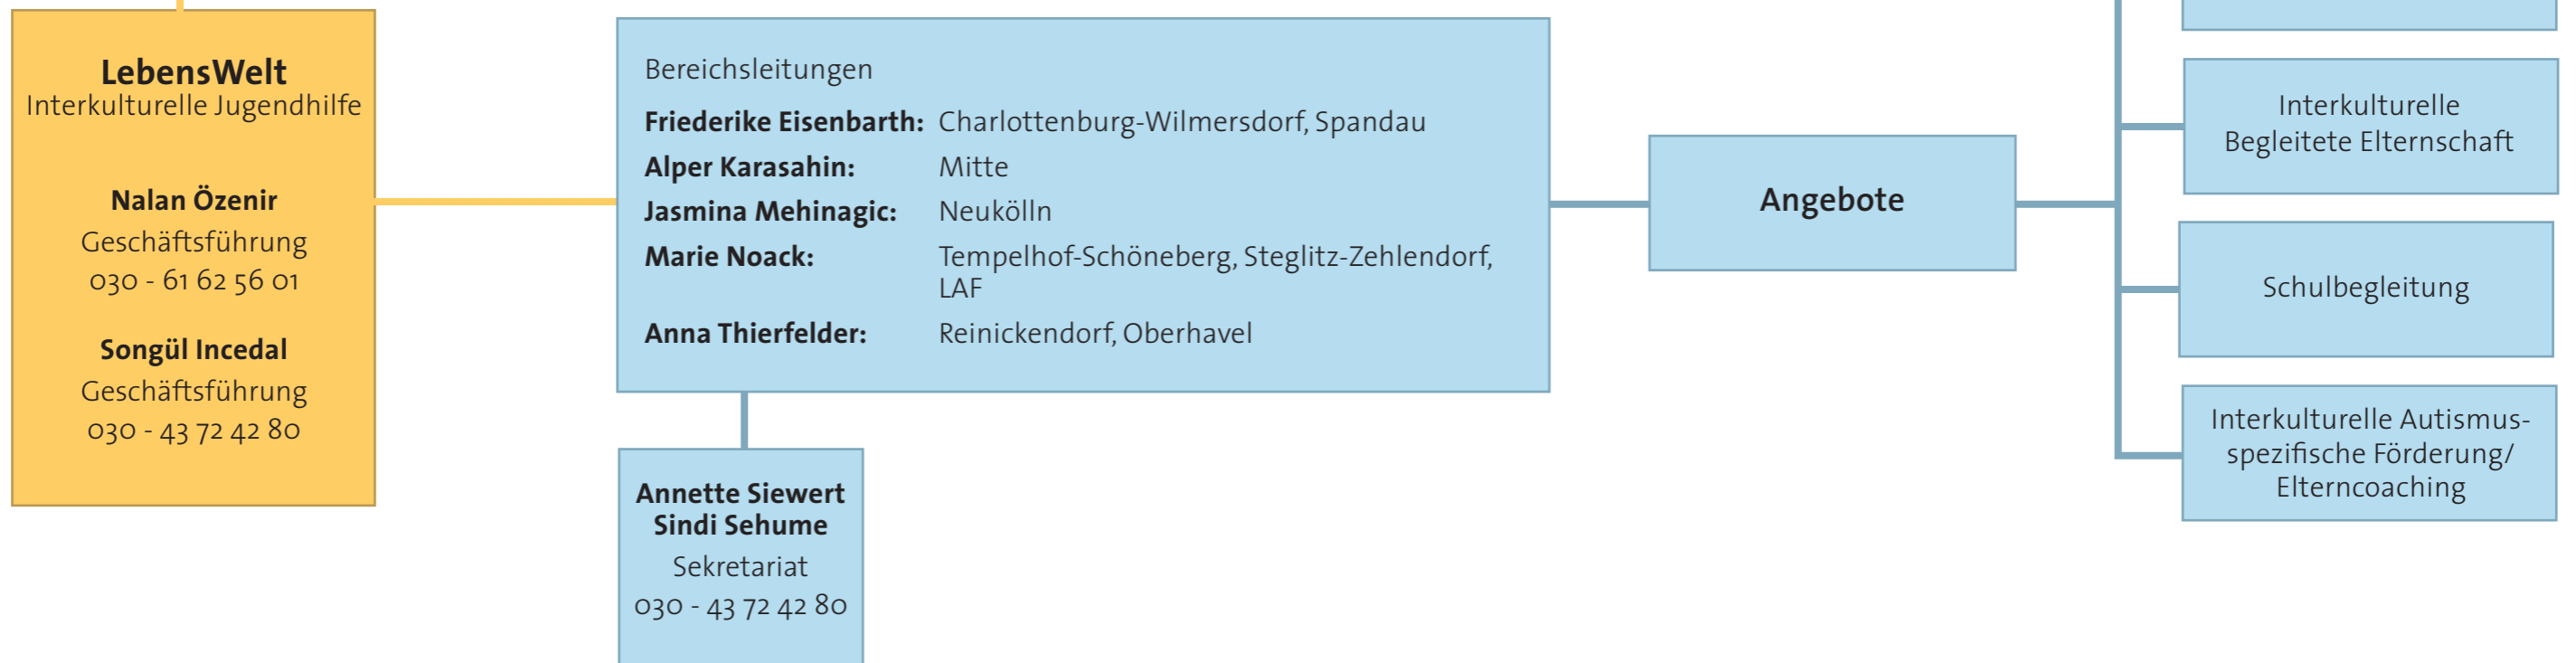 LebensWelt
Interkulturelle Jugendhilfe
Nalan Özenir
Geschäftsführung
030 - 61 62 56 01
Songül Incedal
Geschäftsführung
030 - 43 72 42 80
Bereichsleitungen
Friederike Eisenbarth: Charlottenburg-Wilmersdorf, Spandau
Alper Karasahin: Mitte
Jasmina Mehinagic: Neukölln
Marie Noack: Tempelhof-Schöneberg, Steglitz-Zehlendorf,
LAF
Anna Thierfelder: Reinickendorf, Oberhavel
Annette Siewert
Sindi Sehume
Sekretariat
030 - 43 72 42 80
Angebote
Interkulturelle
Begleitete Elternschaft
Schulbegleitung
Interkulturelle Autismus-
spezifische Förderung/
Elterncoaching